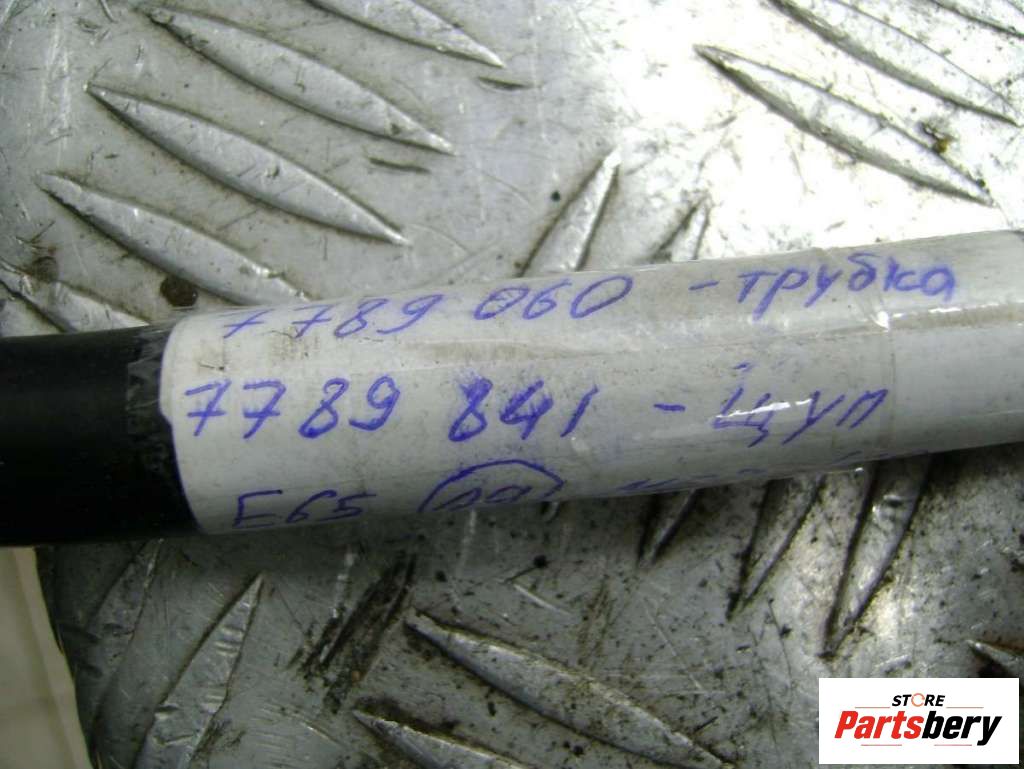 7789 060 - трубка
7789 841 - щуп
E65
STORE
Partsbery